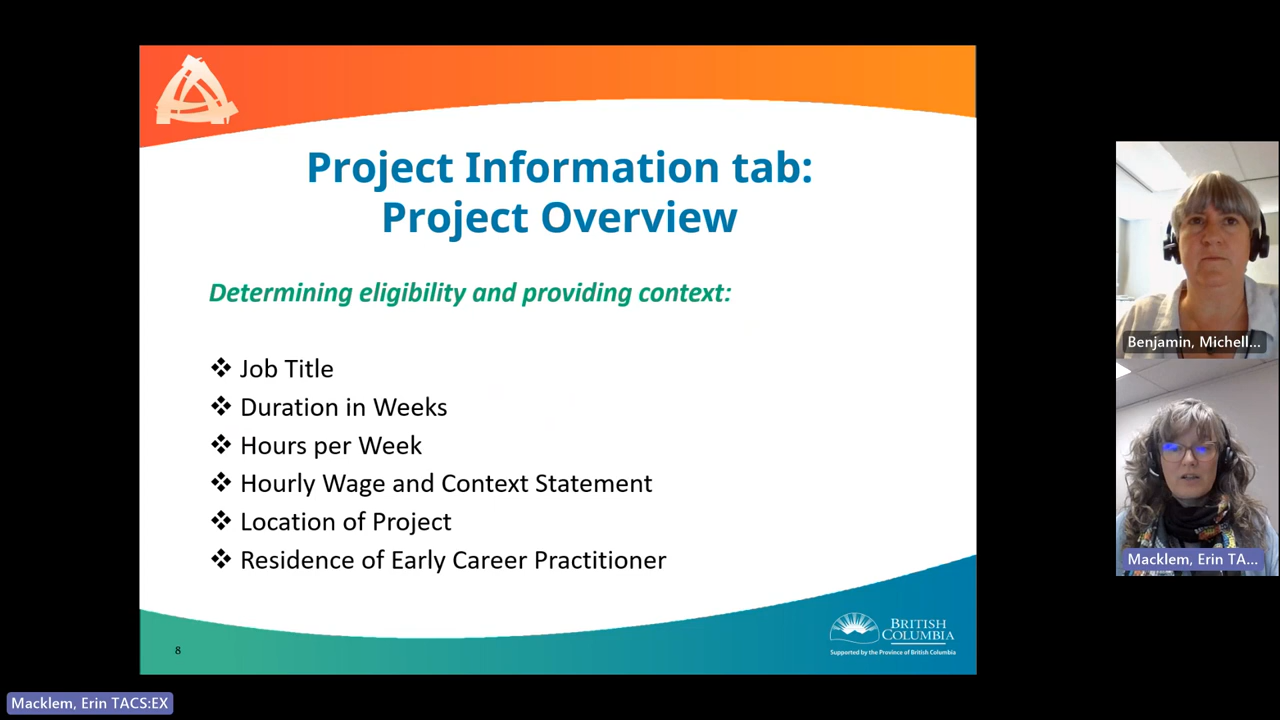 Project Information tab:
Project Overview
Determining eligibility and providing context:
❖ Job Title
❖ Duration in Weeks
❖ Hours per Week
❖ Hourly Wage and Context Statement
❖ Location of Project
❖ Residence of Early Career Practitioner
8
BRITISH
COLUMBIA
Supported by the Province of British Columbia
Benjamin, Michell...
Macklem, Erin TA...
Macklem, Erin TACS:EX